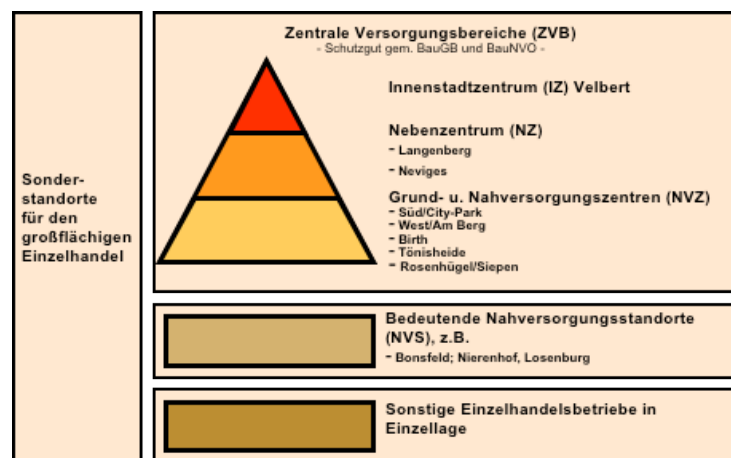 Sonder-
standorte
für den
großflächigen
Einzelhandel
Zentrale Versorgungsbereiche (ZVB)
- Schutzgut gem. BauGB und BauNVO -
Innenstadtzentrum (IZ) Velbert
Nebenzentrum (NZ)
- Langenberg
- Neviges
Grund- u. Nahversorgungszentren (NVZ)
- Süd/City-Park
- West/Am Berg
- Birth
- Tönisheide
- Rosenhügel/Siepen
Bedeutende Nahversorgungsstandorte
(NVS), z.B.
- Bonsfeld; Nierenhof, Losenburg
Sonstige Einzelhandelsbetriebe in
Einzellage